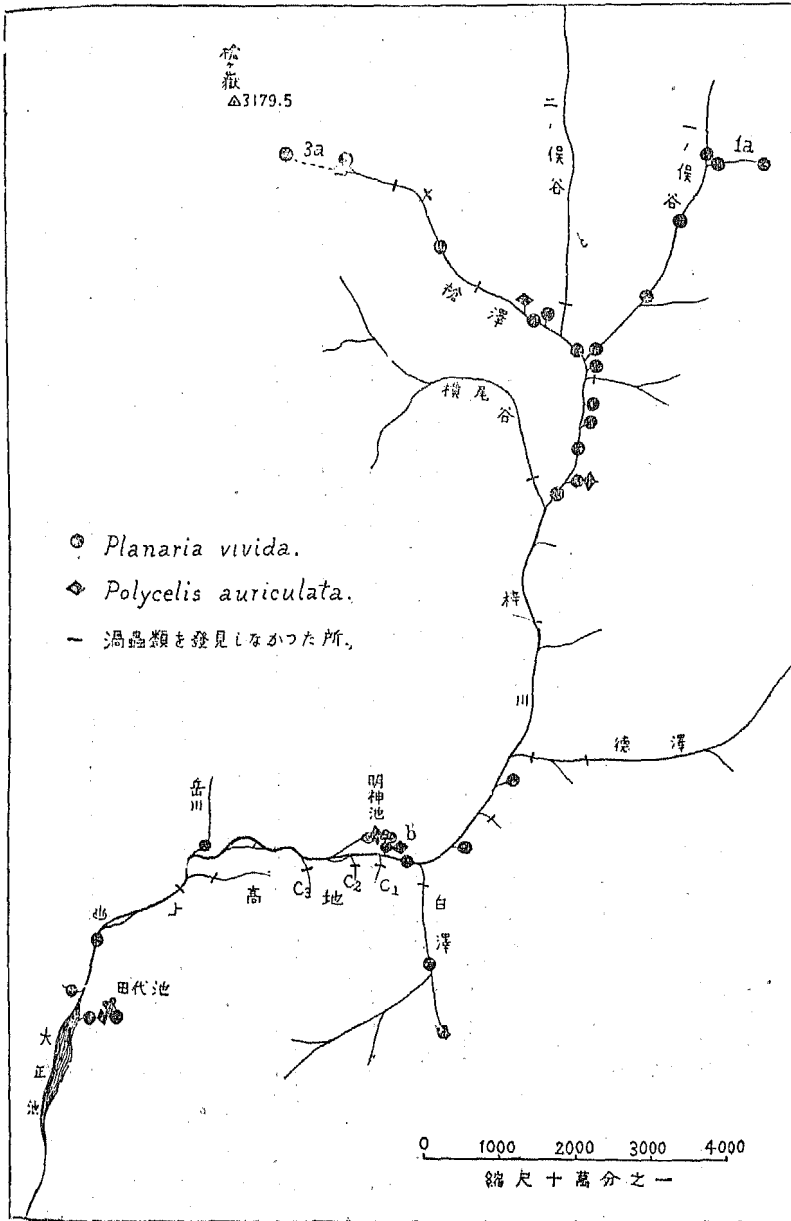 槍ヶ嶽
△3179.5
3a
二ノ俣谷
一ノ俣谷
1a
槍澤
横尾谷
Planaria vivida.
Polycelis auriculata.
渦蟲類を發見しなかつた所。
梓川
徳澤
岳川
明神池
b
C3
C2
C1
上高地
白澤
田代池
大正池
0 1000 2000 3000 4000
縮尺十萬分之一